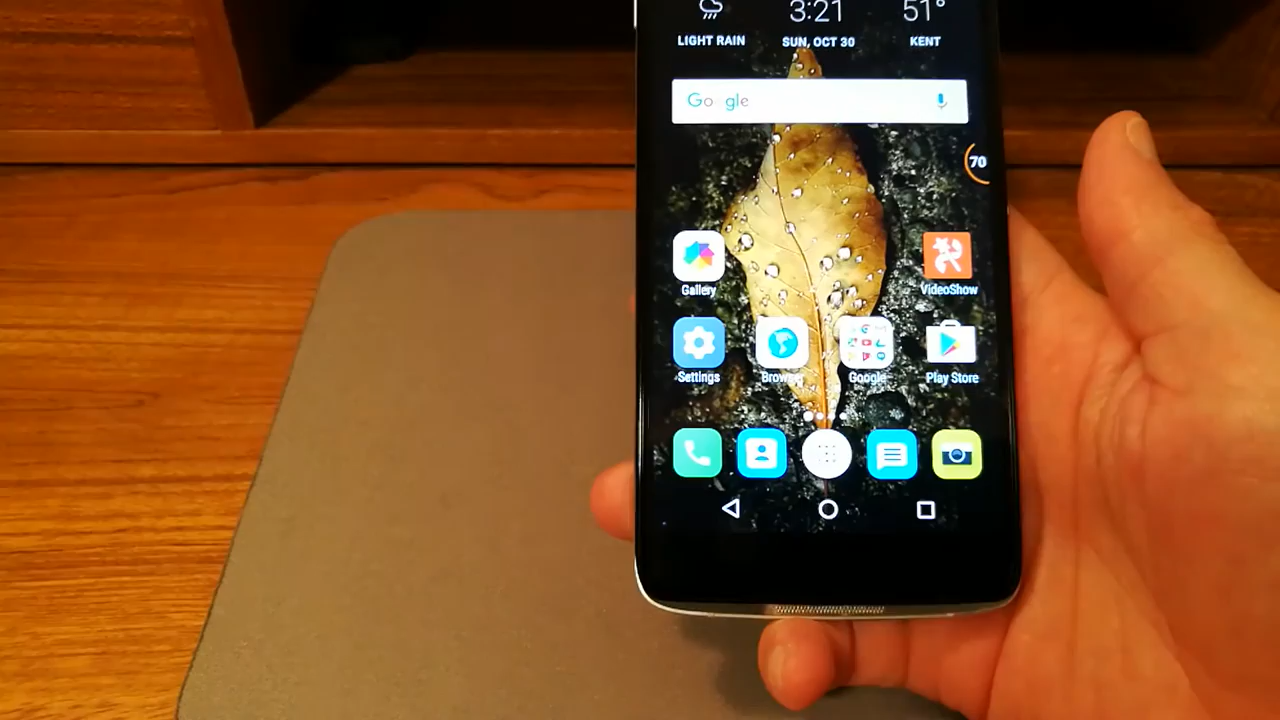 3:21 51°
LIGHT RAIN SUN, OCT 30 KENT
Google
70
Gallery VideoShow
Settings Browser Google Play Store